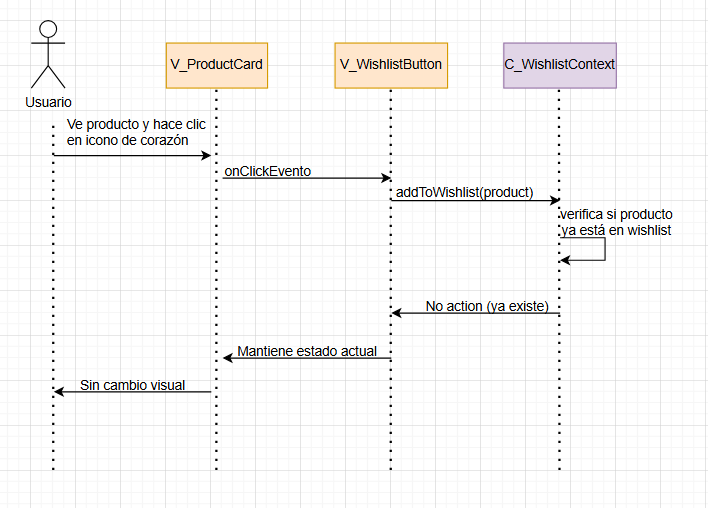 V_ProductCard
V_WishlistButton
C_WishlistContext
Usuario
Ve producto y hace clic
en icono de corazón
onClickEvento
addToWishlist(product)
verifica si producto
ya está en wishlist
No action (ya existe)
Mantiene estado actual
Sin cambio visual